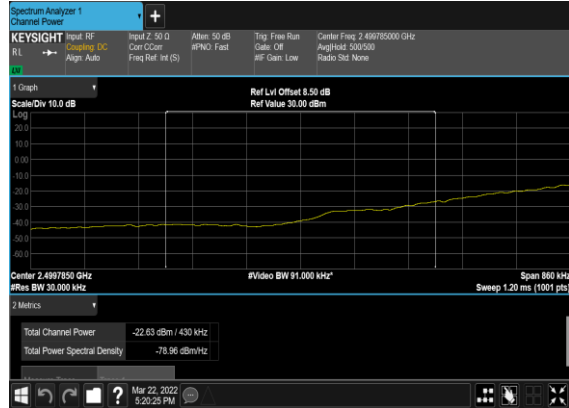 Spectrum Analyzer 1
Channel Power
+
KEYSIGHT Input: RF Input Z: 50 Ω Atten: 50 dB Trig: Free Run Center Freq: 2.499785000 GHz
RL Coupling: DC Corr CCorr #PNO: Fast Gate: Off Avg|Hold: 500/500
Align: Auto Freq Ref: Int (S) #IF Gain: Low Radio Std: None
LV
1 Graph Ref Lvl Offset 8.50 dB
Scale/Div 10.0 dB Ref Value 30.00 dBm
Log
20.0
10.0
0.00
-10.0
-20.0
-30.0
-40.0
-50.0
-60.0
Center 2.4997850 GHz #Video BW 91.000 kHz* Span 860 kHz
#Res BW 30.000 kHz Sweep 1.20 ms (1001 pts)
2 Metrics
Total Channel Power -22.63 dBm / 430 kHz
Total Power Spectral Density -78.96 dBm/Hz
? Mar 22, 2022
5:20:25 PM